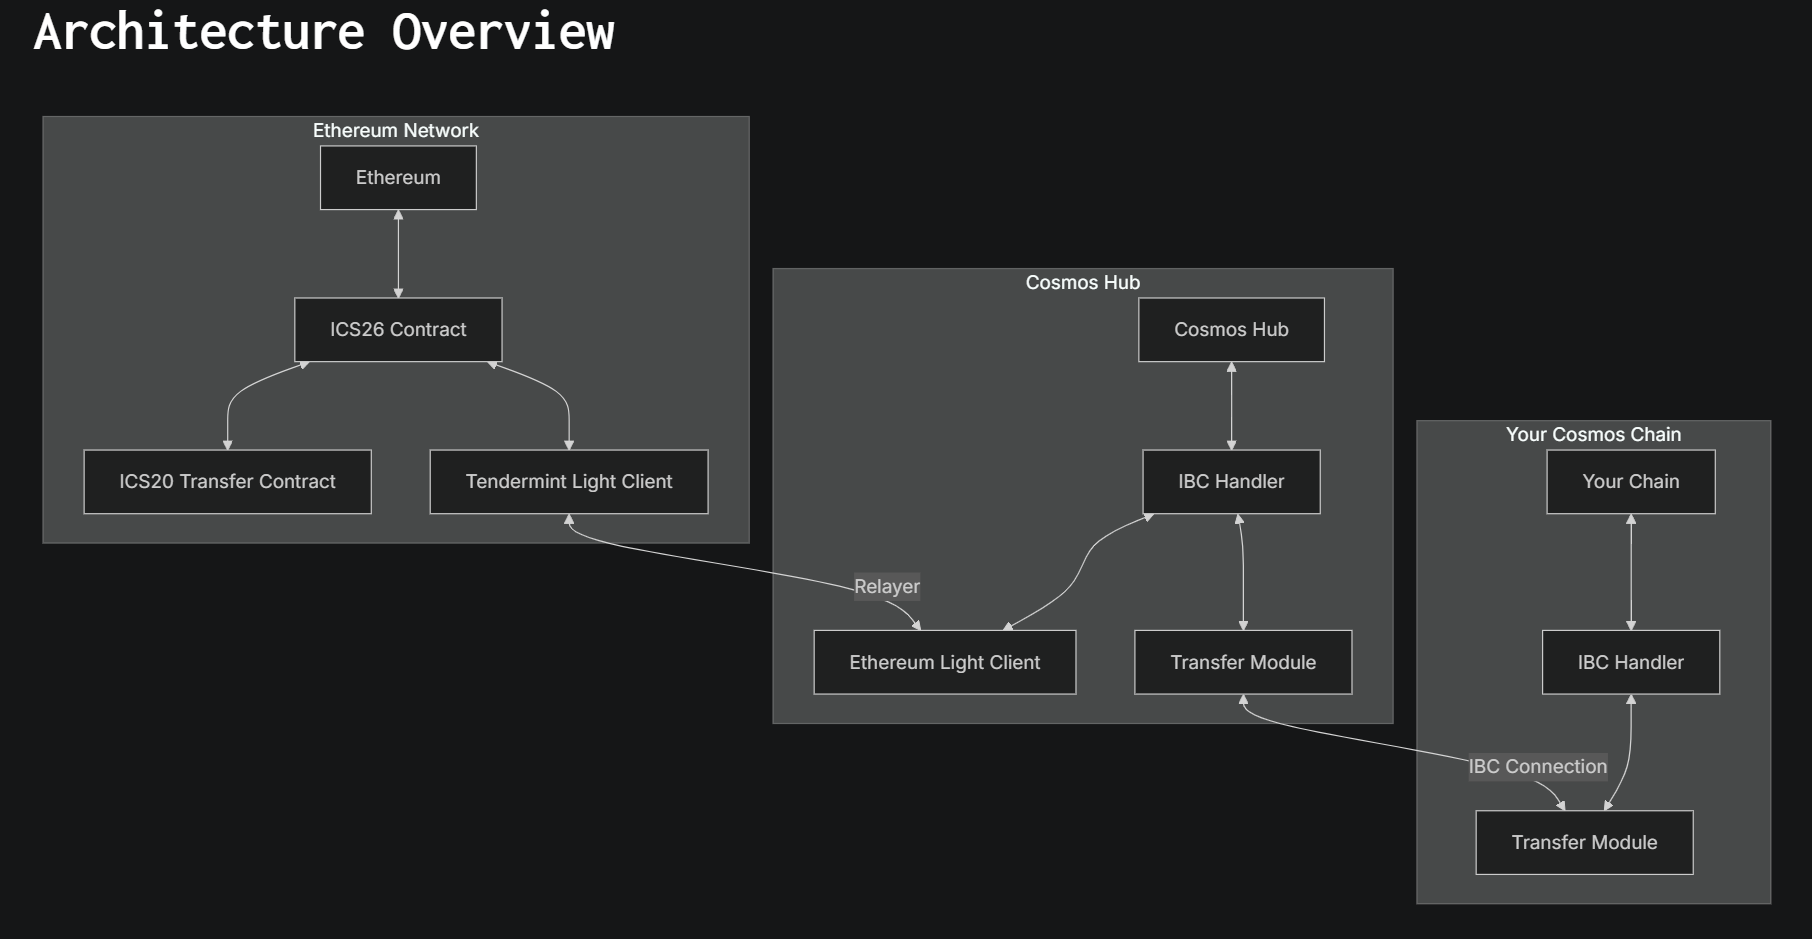 Architecture Overview
Ethereum Network
Ethereum
ICS26 Contract
ICS20 Transfer Contract
Tendermint Light Client
Relayer
Cosmos Hub
Cosmos Hub
IBC Handler
Ethereum Light Client
Transfer Module
IBC Connection
Your Cosmos Chain
Your Chain
IBC Handler
Transfer Module